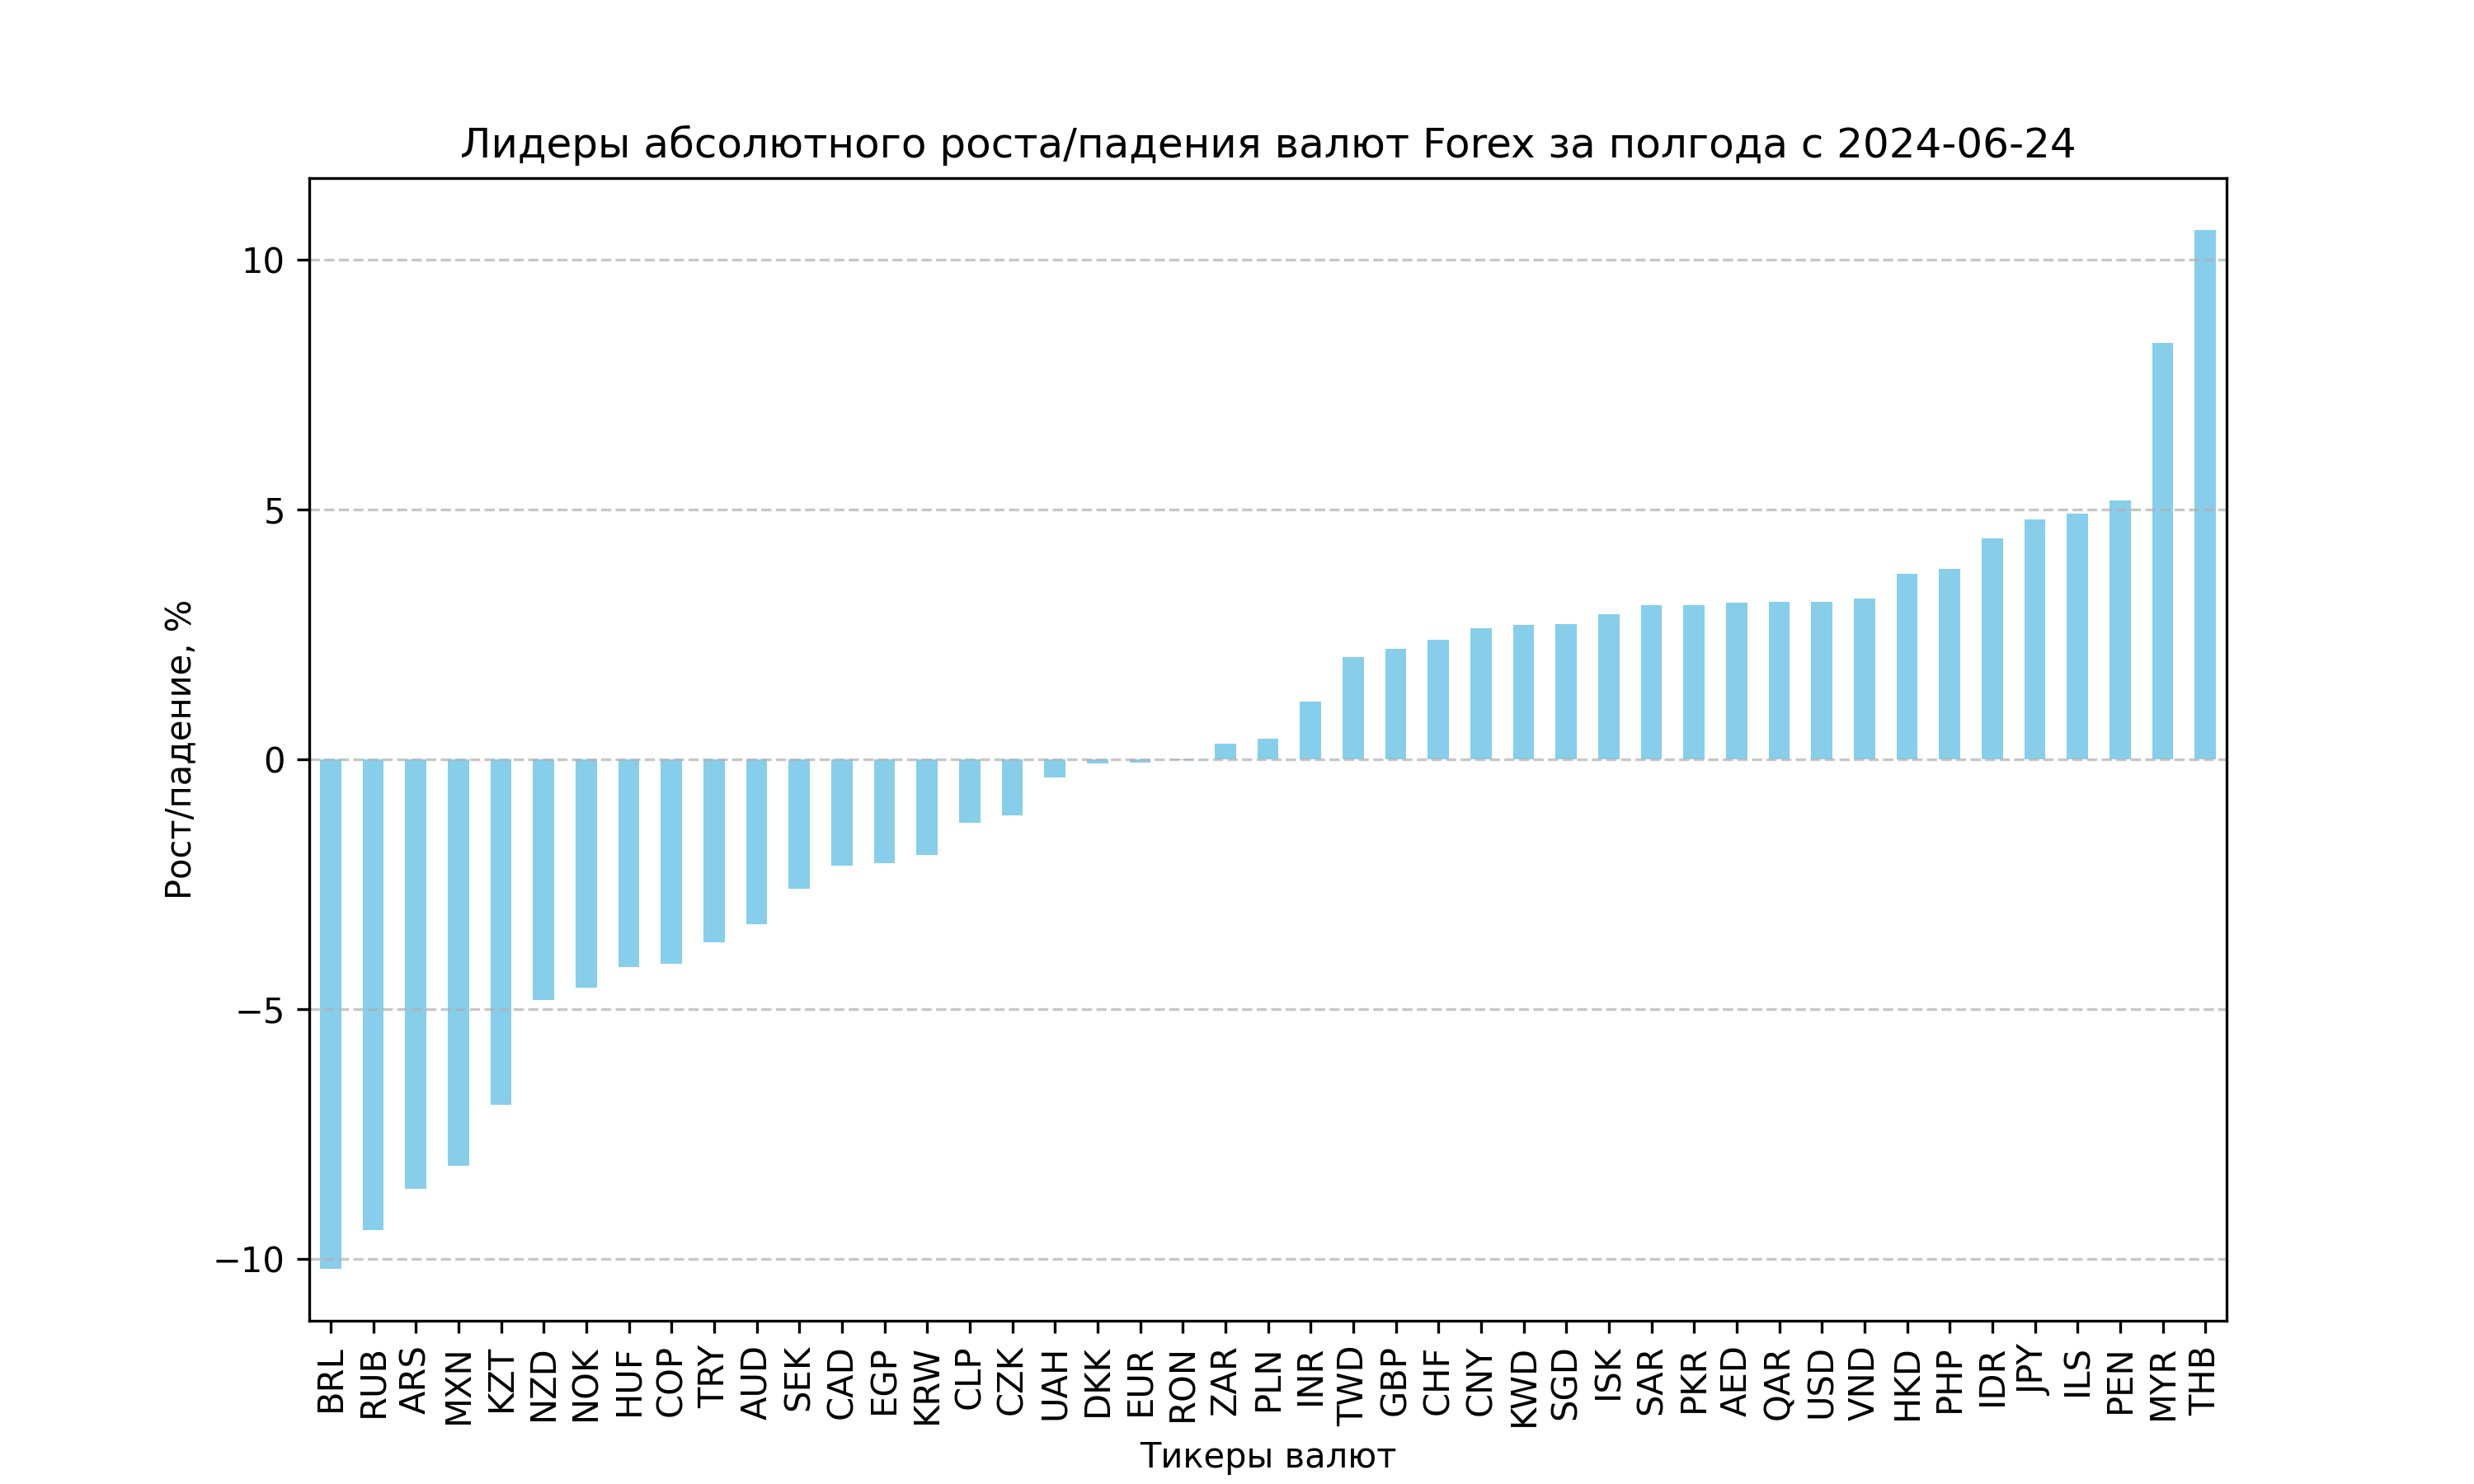 Лидеры абсолютного роста/падения валют Forex за полгода с 2024-06-24
Рост/падение, %
10
5
0
−5
−10
BRL
RUB
ARS
MXN
KZT
NZD
NOK
HUF
COP
TRY
AUD
SEK
CAD
EGP
KRW
CLP
CZK
UAH
DKK
EUR
RON
ZAR
PLN
INR
TWD
GBP
CHF
CNY
KWD
SGD
ISK
SAR
PKR
AED
QAR
USD
VND
HKD
PHP
IDR
JPY
ILS
PEN
MYR
THB
Тикеры валют